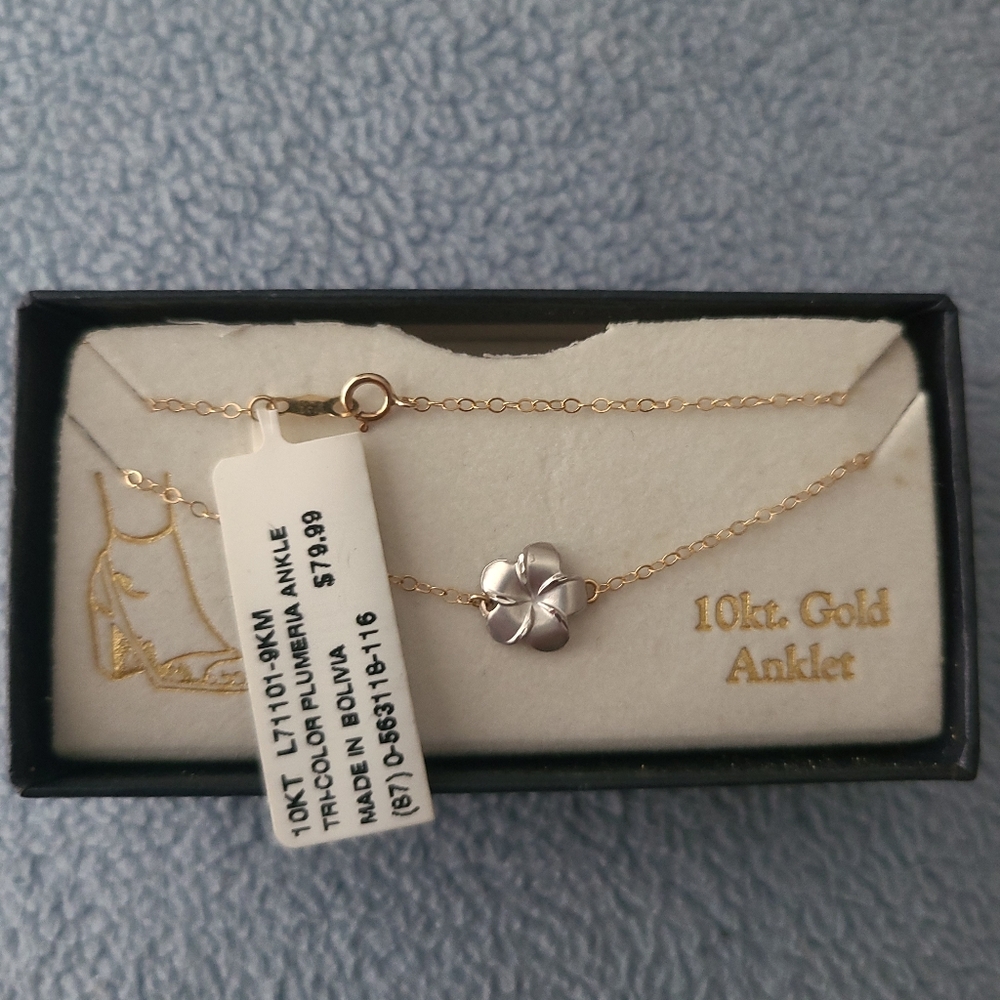 10KT L71101-9KM
TRI-COLOR PLUMERIA ANKLE
$79.99
MADE IN BOLIVIA
(87) 0-563118-116
10kt. Gold
Anklet